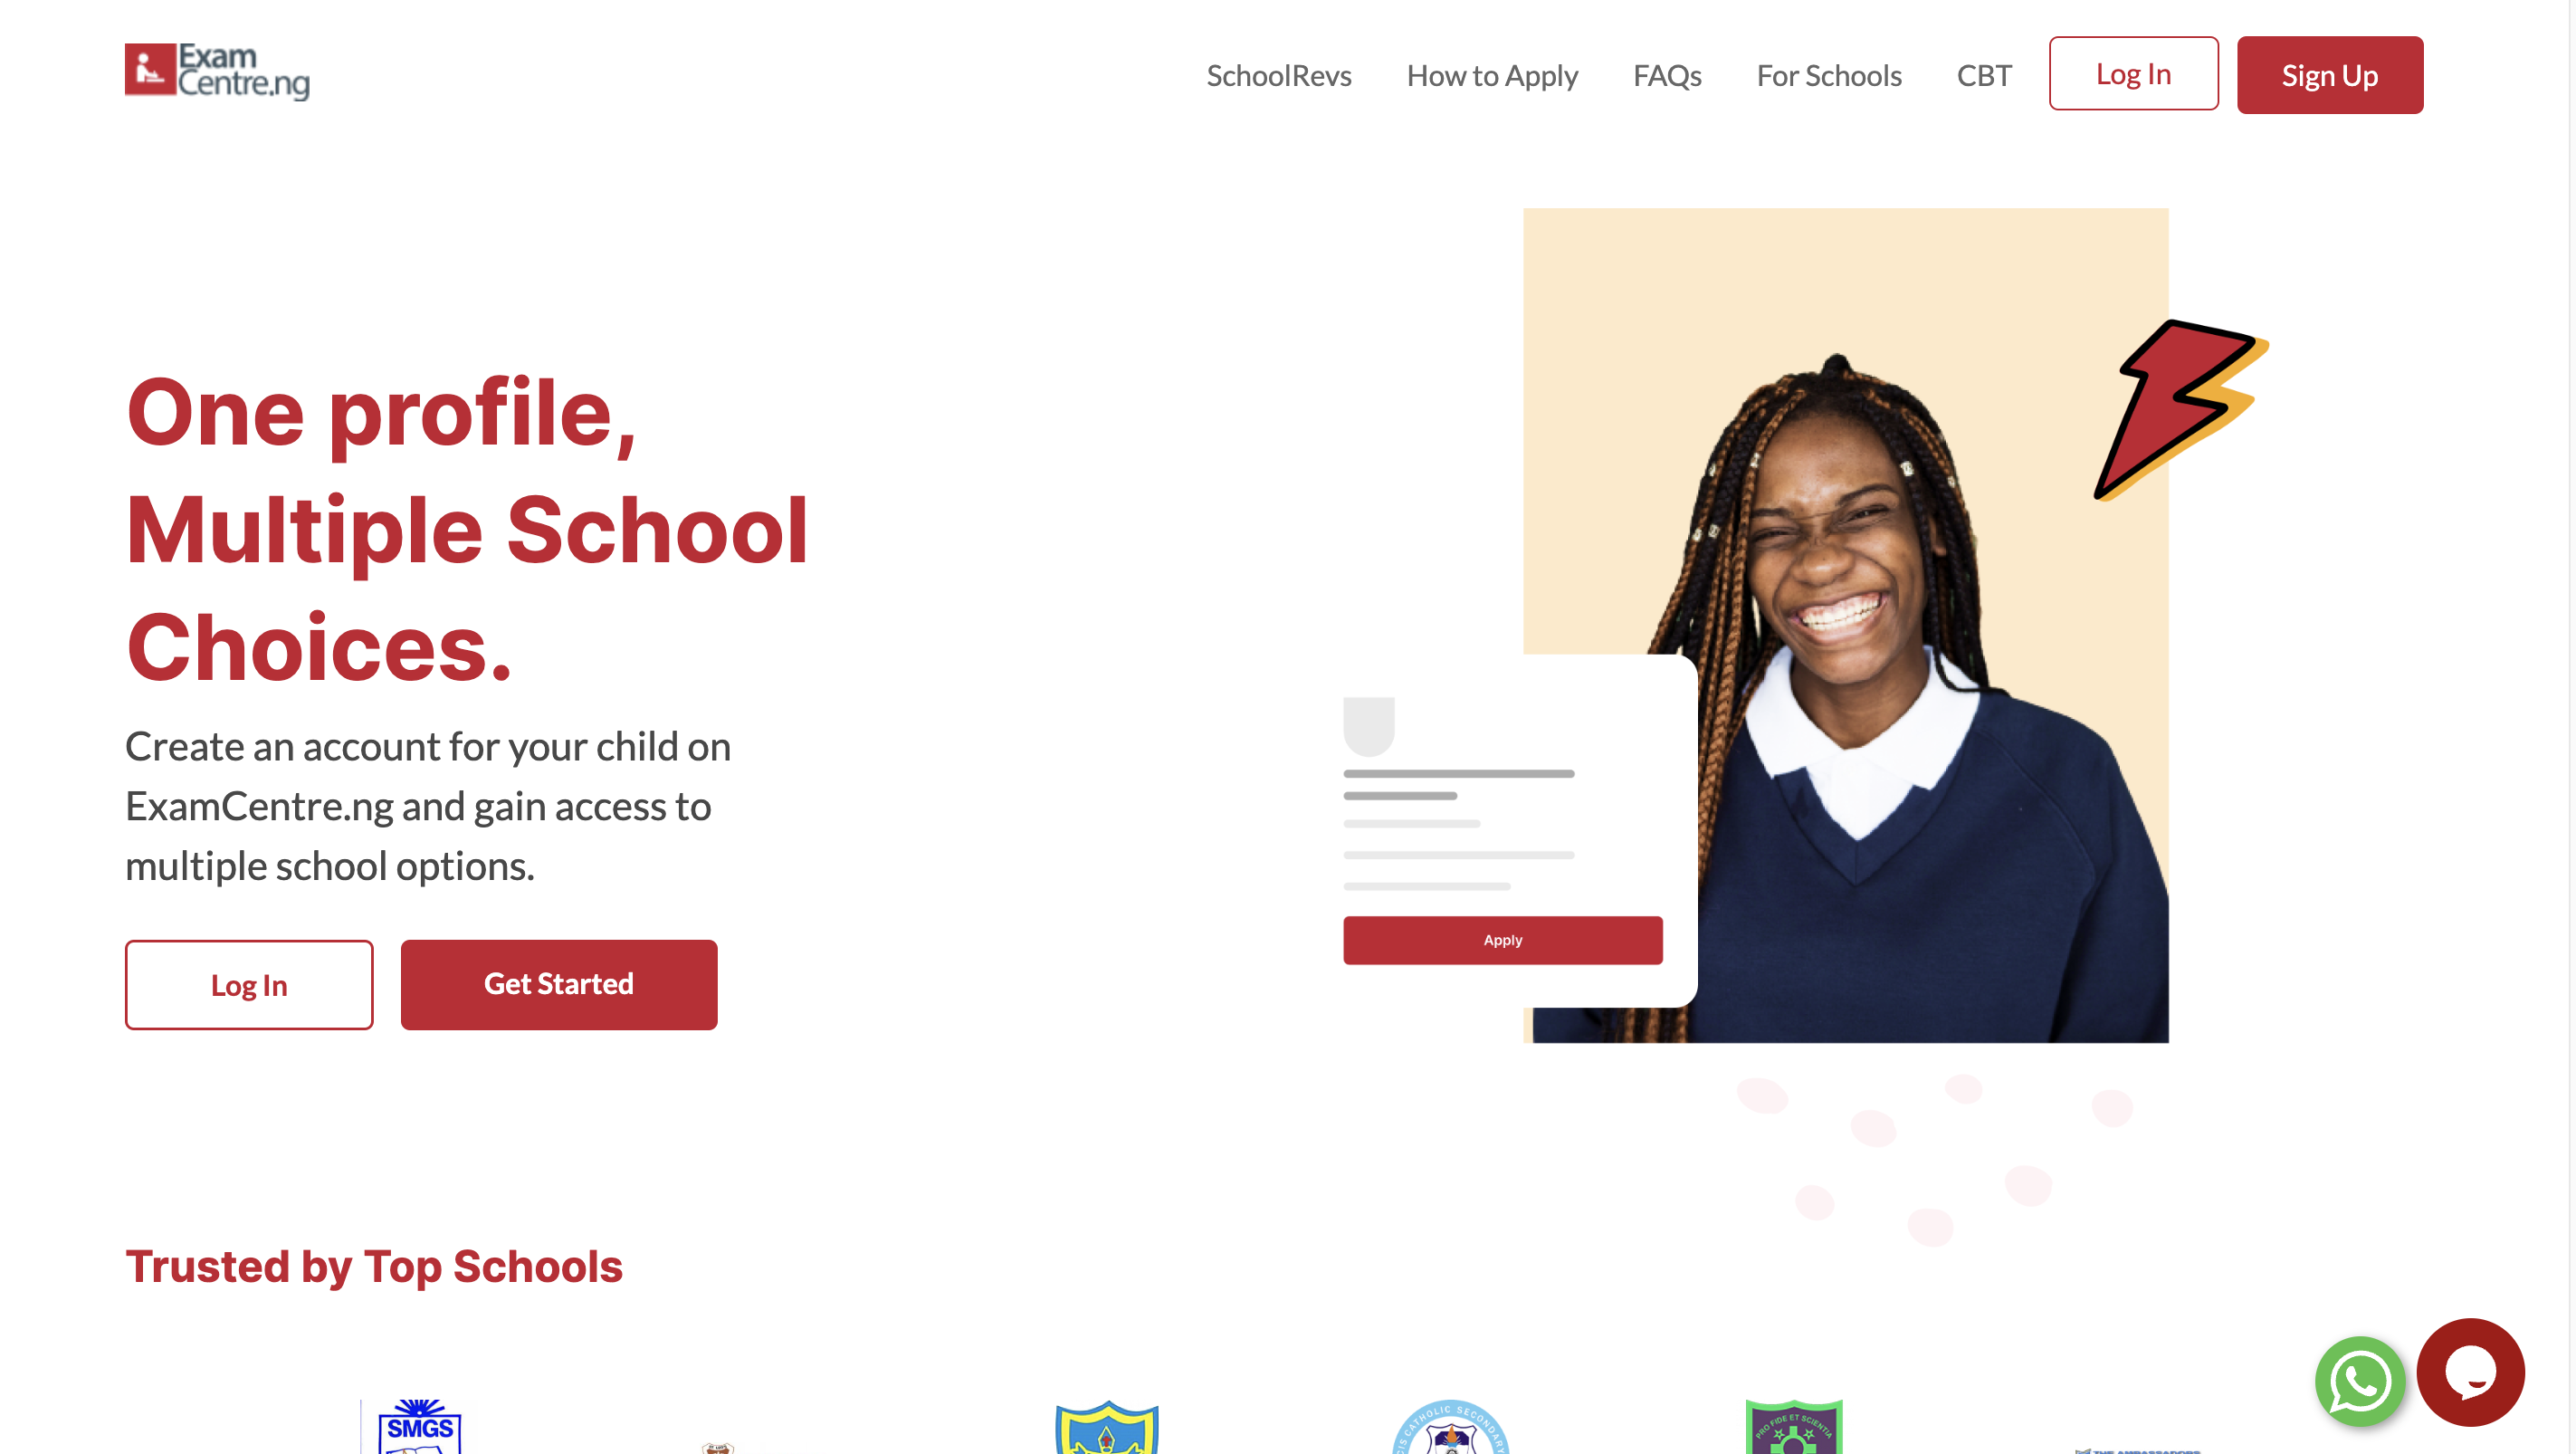 Exam
Centre.ng
SchoolRevs
How to Apply
FAQs
For Schools
CBT
Log In
Sign Up
One profile,
Multiple School
Choices.
Create an account for your child on
ExamCentre.ng and gain access to
multiple school options.
Log In
Get Started
Apply
Trusted by Top Schools
SMGS
CATHOLIC SECONDARY
PRO FIDE ET SCIENTIA
THE AMBASSADORS